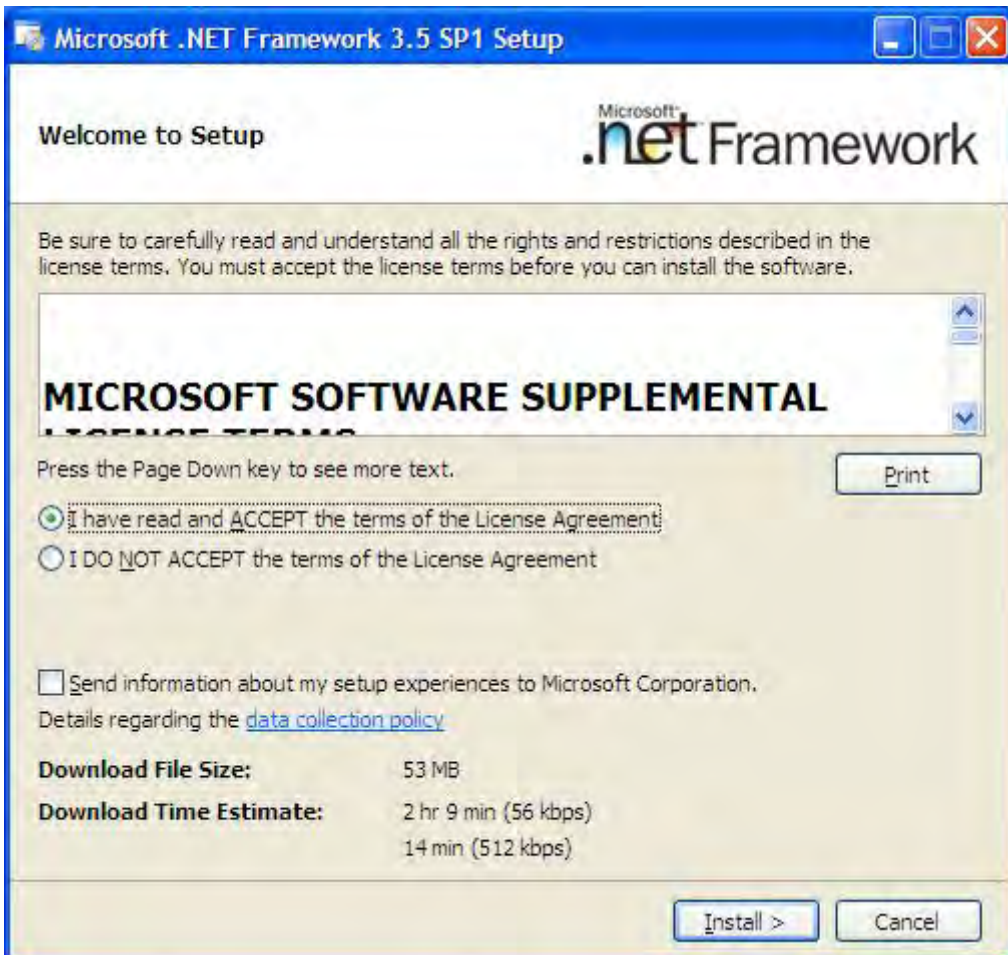 Microsoft .NET Framework 3.5 SP1 Setup
Welcome to Setup
Microsoft
.net Framework
Be sure to carefully read and understand all the rights and restrictions described in the
license terms. You must accept the license terms before you can install the software.
MICROSOFT SOFTWARE SUPPLEMENTAL
LICENSE TERMS
Press the Page Down key to see more text.
Print
I have read and ACCEPT the terms of the License Agreement
I DO NOT ACCEPT the terms of the License Agreement
Send information about my setup experiences to Microsoft Corporation.
Details regarding the data collection policy
Download File Size: 53 MB
Download Time Estimate: 2 hr 9 min (56 kbps)
14 min (512 kbps)
Install > Cancel